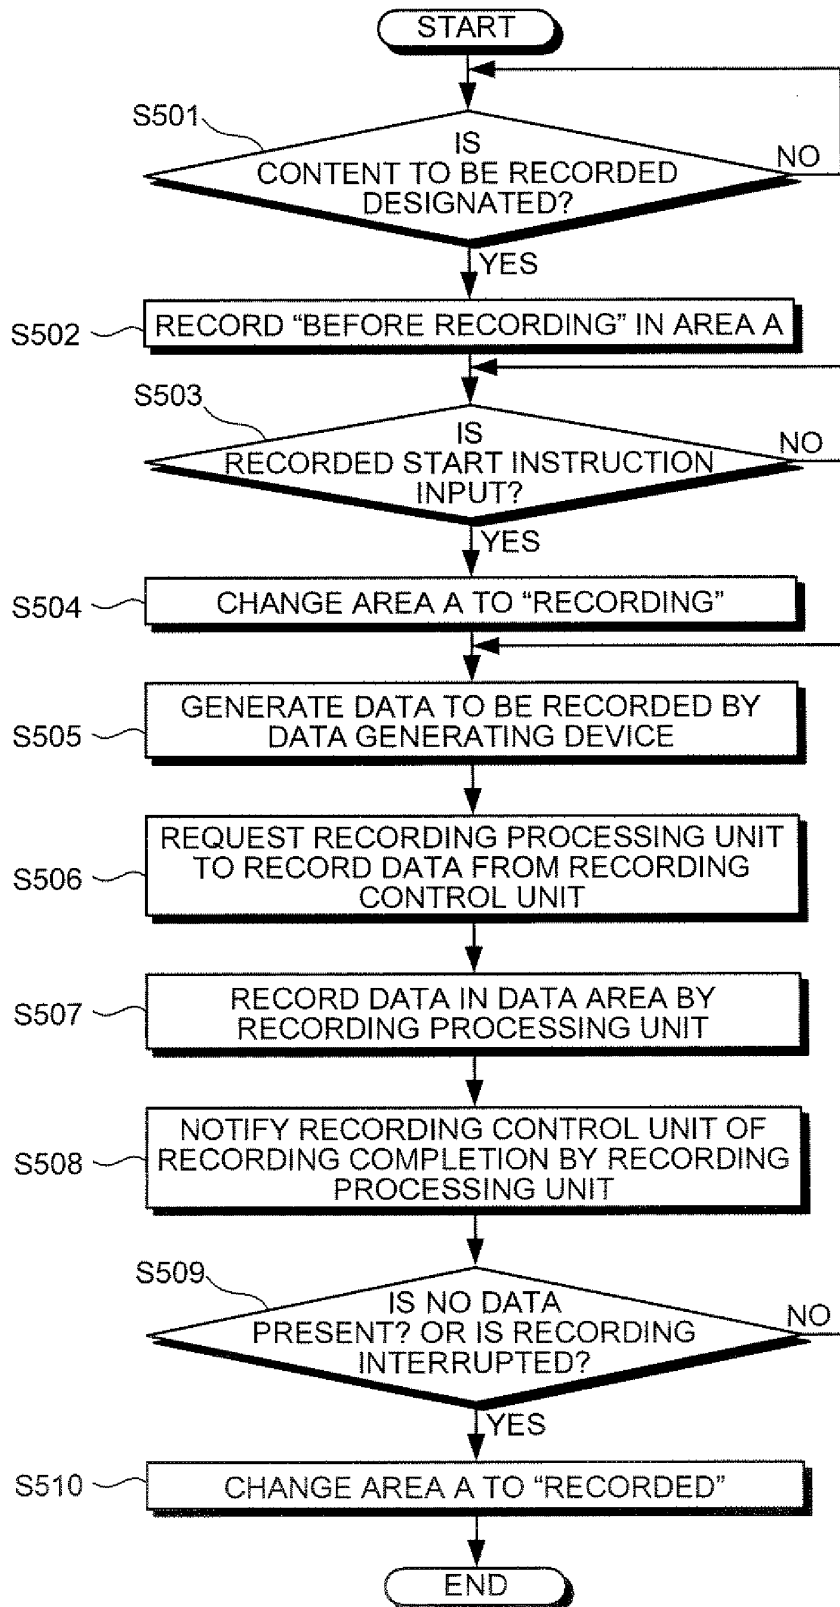 START
S501
IS
CONTENT TO BE RECORDED
DESIGNATED?
NO
YES
S502
RECORD “BEFORE RECORDING” IN AREA A
S503
IS
RECORDED START INSTRUCTION
INPUT?
NO
YES
S504
CHANGE AREA A TO “RECORDING”
S505
GENERATE DATA TO BE RECORDED BY
DATA GENERATING DEVICE
S506
REQUEST RECORDING PROCESSING UNIT
TO RECORD DATA FROM RECORDING
CONTROL UNIT
S507
RECORD DATA IN DATA AREA BY
RECORDING PROCESSING UNIT
S508
NOTIFY RECORDING CONTROL UNIT OF
RECORDING COMPLETION BY RECORDING
PROCESSING UNIT
S509
IS NO DATA
PRESENT? OR IS RECORDING
INTERRUPTED?
NO
YES
S510
CHANGE AREA A TO “RECORDED”
END